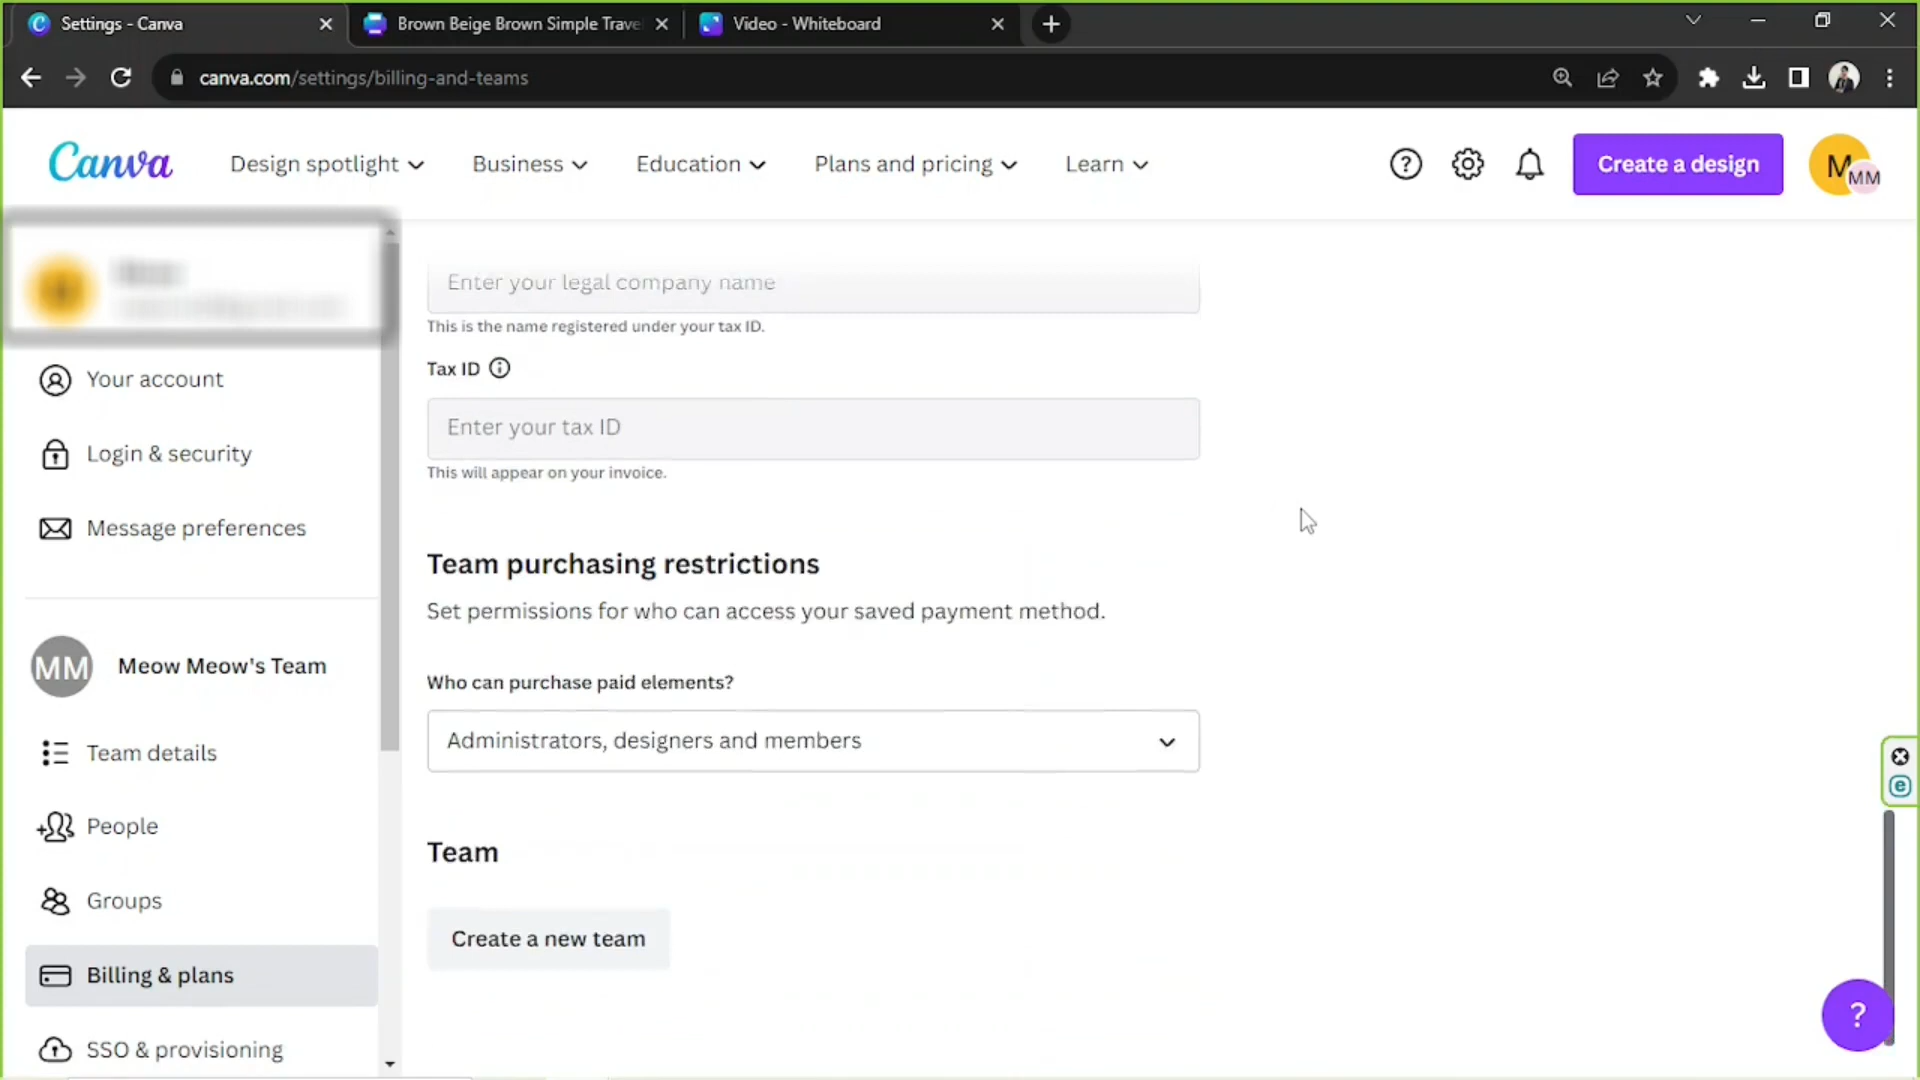 Settings - Canva
Brown Beige Brown Simple Trave
Video - Whiteboard
canva.com/settings/billing-and-teams
Canva
Design spotlight
Business
Education
Plans and pricing
Learn
?
Create a design
M
MM
Your account
Login & security
Message preferences
MM
Meow Meow's Team
Team details
People
Groups
Billing & plans
SSO & provisioning
Enter your legal company name
This is the name registered under your tax ID.
Tax ID
Enter your tax ID
This will appear on your invoice.
Team purchasing restrictions
Set permissions for who can access your saved payment method.
Who can purchase paid elements?
Administrators, designers and members
Team
Create a new team
e
?